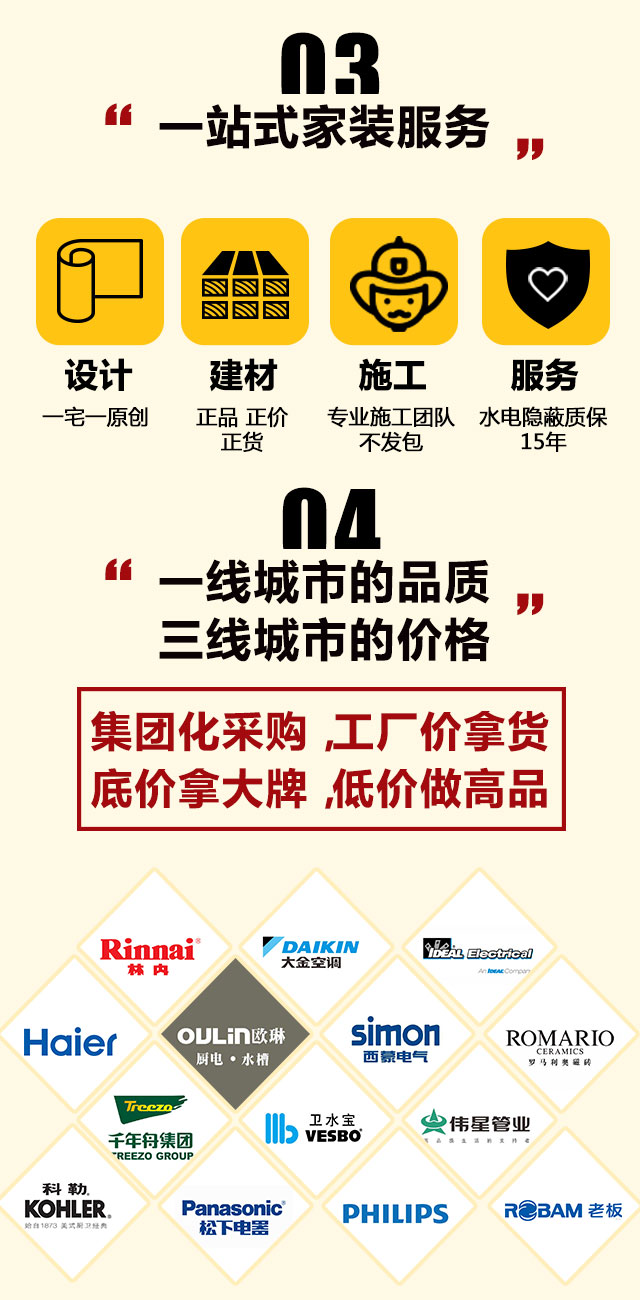 03
“ 一站式家装服务 ”
设计 建材 施工 服务
一宅一原创 正品 正价 专业施工团队 水电隐蔽质保
正货 不发包 15年
04
“ 一线城市的品质
三线城市的价格 ”
集团化采购 ,工厂价拿货
底价拿大牌 ,低价做高品
Rinnai®
林内
DAIKIN
大金空调
IDEAL Electrical
An IDEAL Company
Haier
OULiN欧琳
厨电·水槽
simon
西蒙电气
ROMARIO
CERAMICS
罗马利奥磁砖
Treezo
千年舟集团
TREEZO GROUP
卫水宝
VESBO®
伟星管业
科勒®
KOHLER®
始自1873 美式厨卫经典
Panasonic®
松下电器
PHILIPS
ROBAM 老板